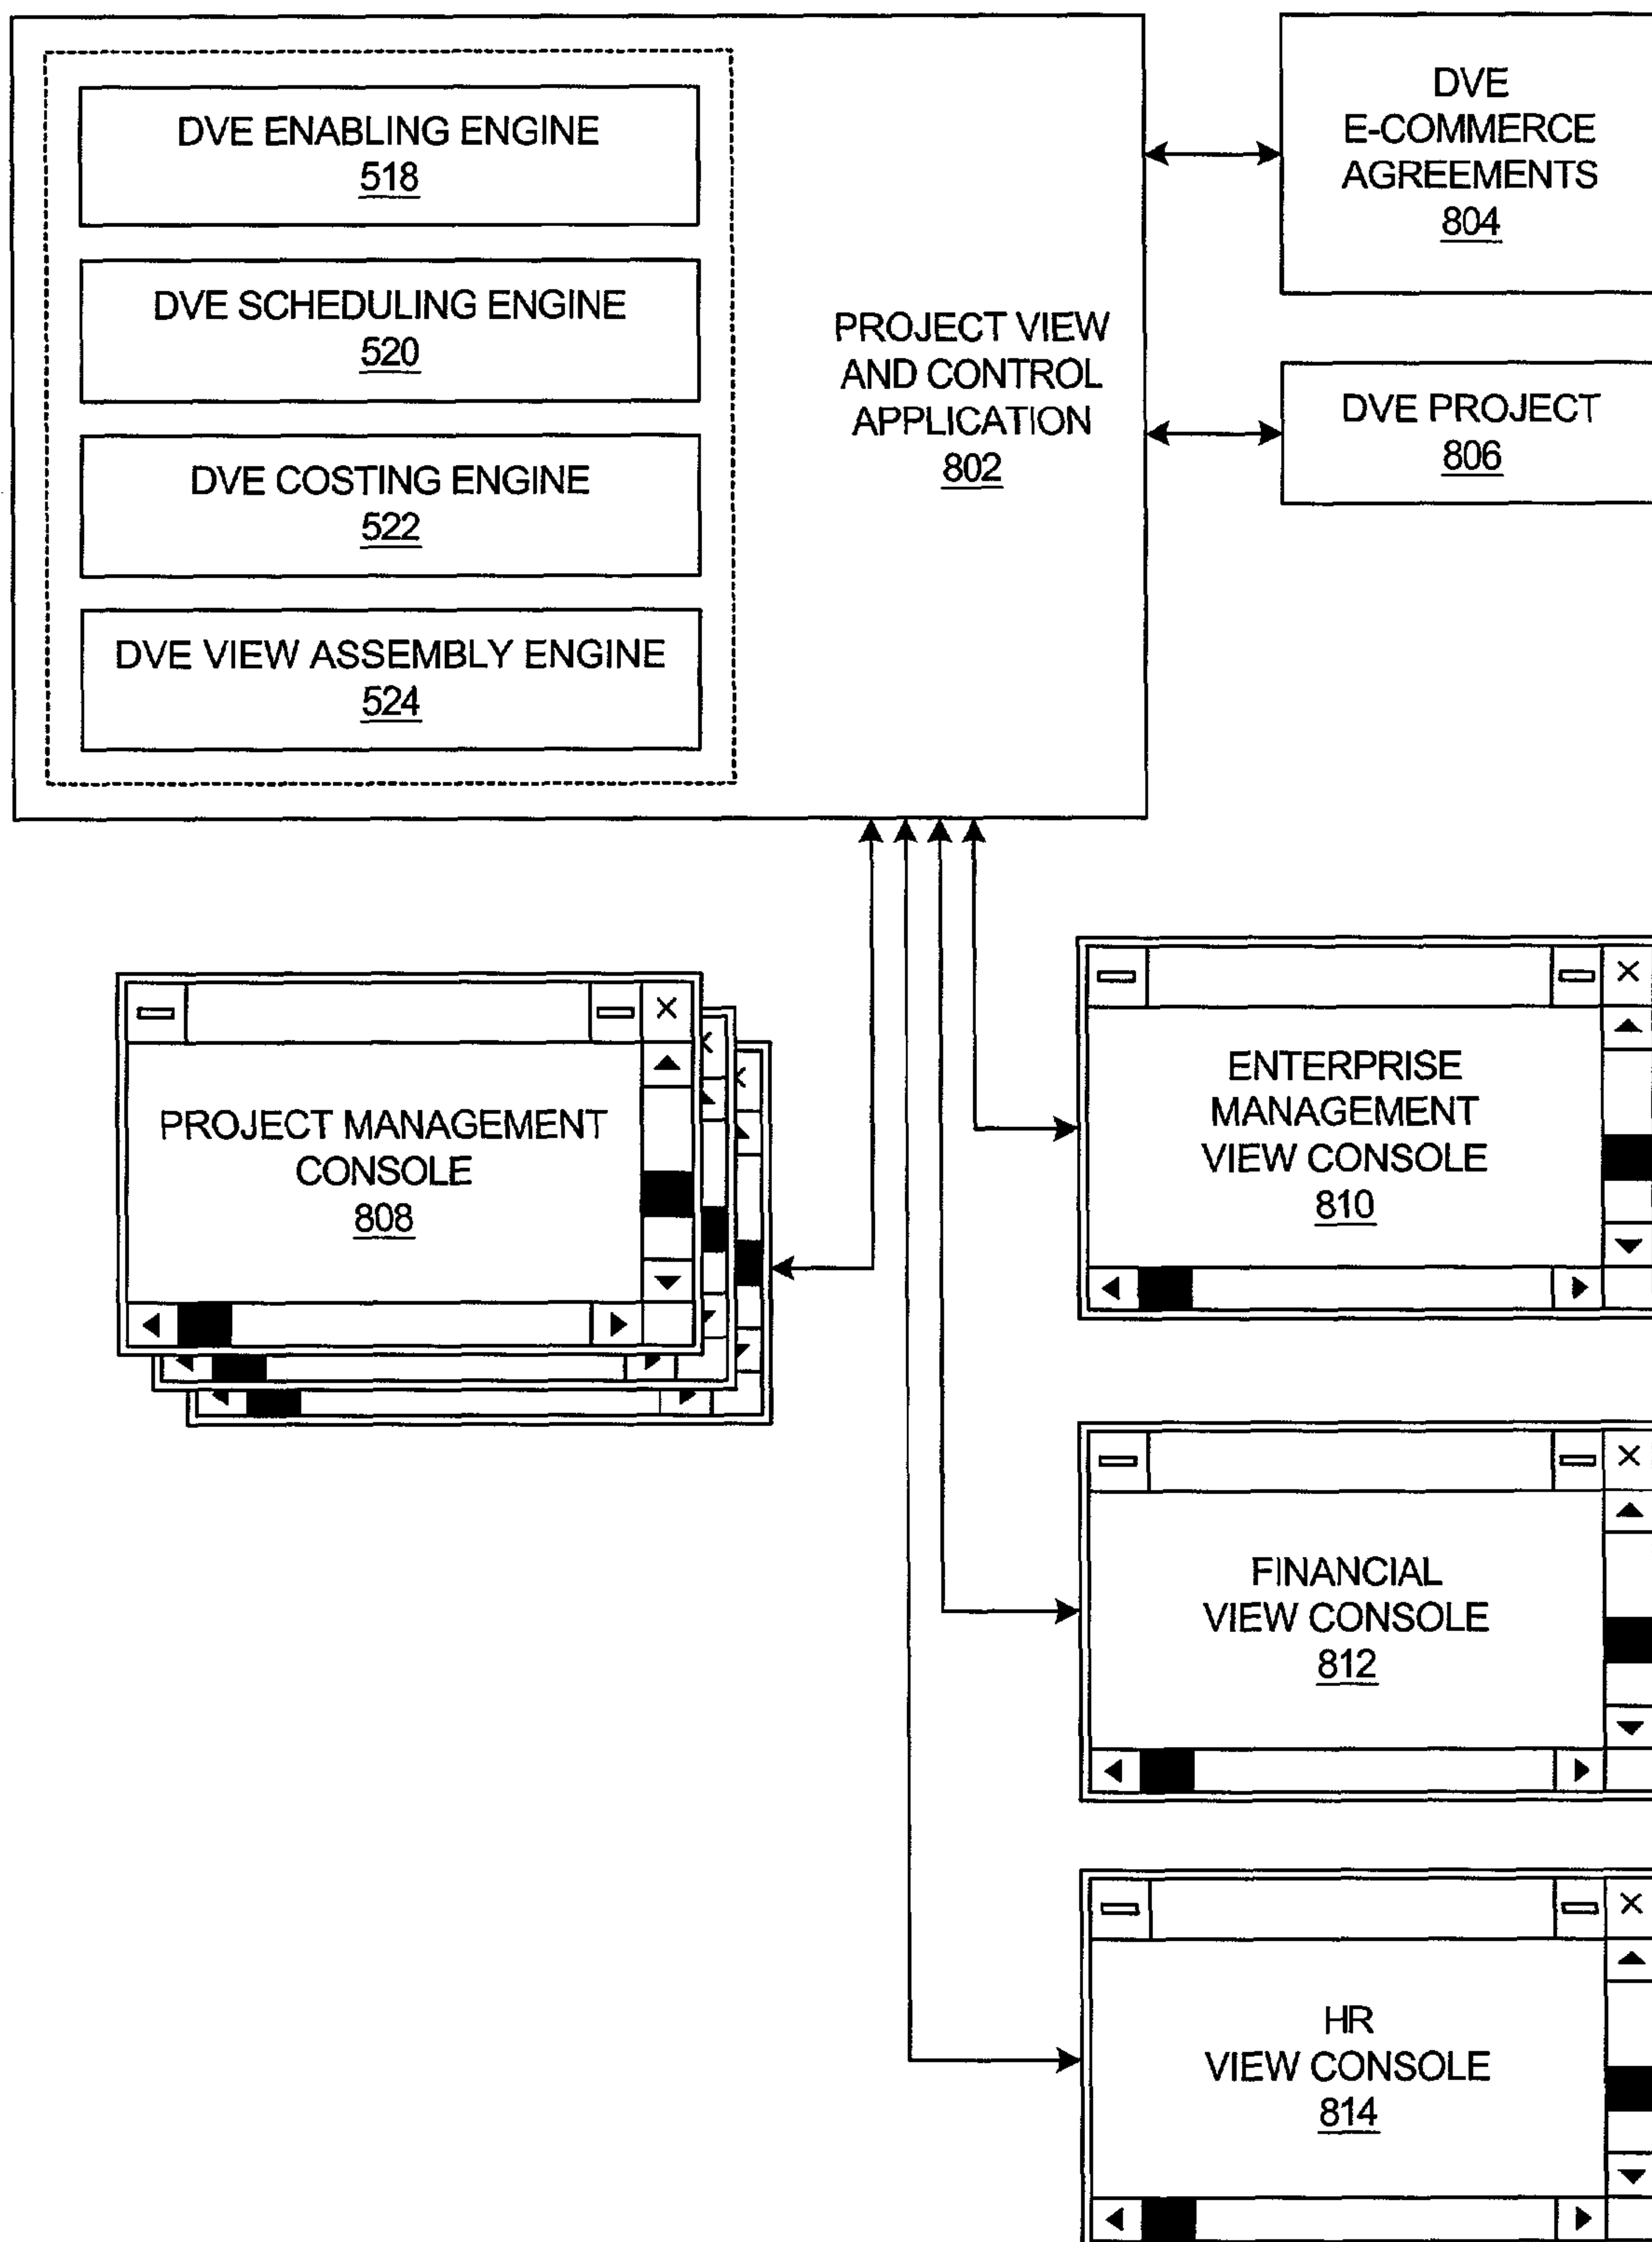 DVE ENABLING ENGINE
518
DVE SCHEDULING ENGINE
520
DVE COSTING ENGINE
522
DVE VIEW ASSEMBLY ENGINE
524
PROJECT VIEW
AND CONTROL
APPLICATION
802
DVE
E-COMMERCE
AGREEMENTS
804
DVE PROJECT
806
PROJECT MANAGEMENT
CONSOLE
808
ENTERPRISE
MANAGEMENT
VIEW CONSOLE
810
FINANCIAL
VIEW CONSOLE
812
HR
VIEW CONSOLE
814